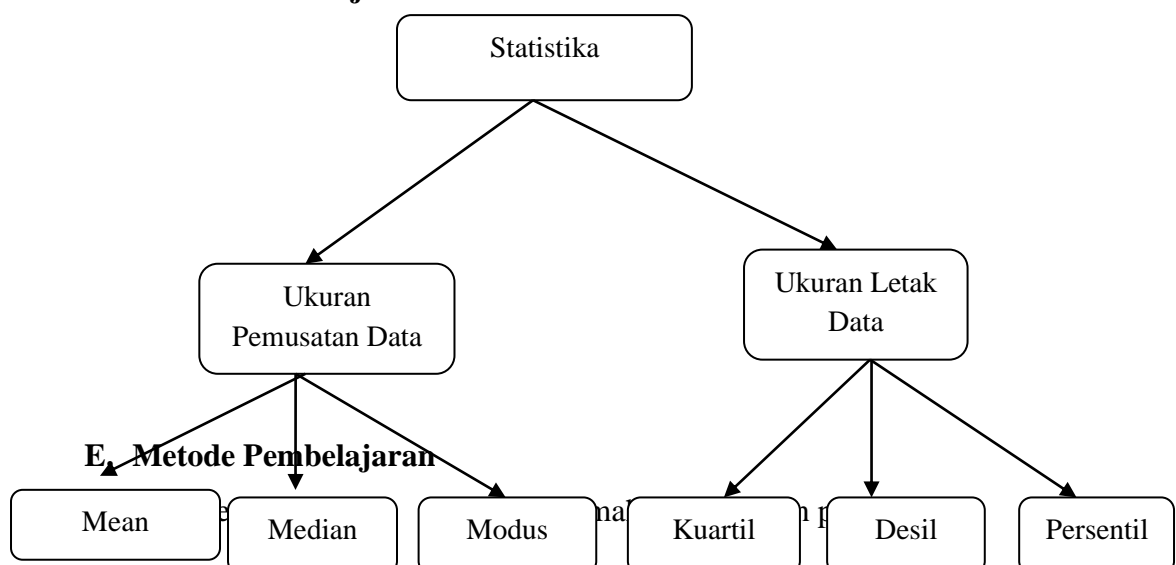 Statistika
Ukuran
Pemusatan Data
Ukuran Letak
Data
E. Metode Pembelajaran
Mean
Median
Modus
Kuartil
Desil
Persentil